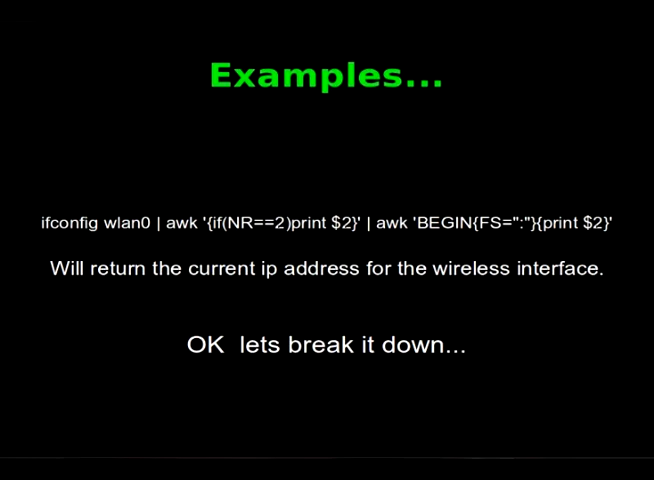 Examples...
ifconfig wlan0 | awk '{if(NR==2)print $2}' | awk 'BEGIN{FS=":"}{print $2}'
Will return the current ip address for the wireless interface.
OK  lets break it down...